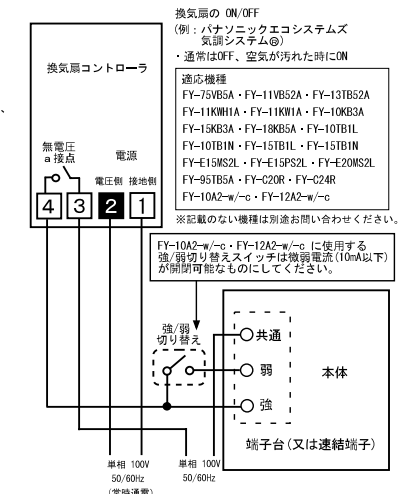 換気扇の ON/OFF
(例：パナソニックエコシステムズ
気調システム®)
・通常はOFF、空気が汚れた時にON
適応機種
FY-75VB5A・FY-11VB52A・FY-13TB52A
FY-11KWH1A・FY-11KW1A・FY-10KB3A
FY-15KB3A・FY-18KB5A・FY-10TB1L
FY-10TB1N・FY-15TB1L・FY-15TB1N
FY-E15MS2L・FY-E15PS2L・FY-E20MS2L
FY-95TB5A・FY-C20R・FY-C24R
FY-10A2-w/-c・FY-12A2-w/-c
※記載のない機種は別途お問い合わせください。
換気扇コントローラ
、
無電圧
a 接点
電源
電圧側 接地側
4 3 2 1
FY-10A2-w/-c・FY-12A2-w/-c に使用する
強/弱切り替えスイッチは微弱電流(10mA以下)
が開閉可能なものにしてください。
強/弱
切り替え
共通
弱
強
本体
端子台(又は連結端子)
単相 100V
50/60Hz
(常時通電)
単相 100V
50/60Hz